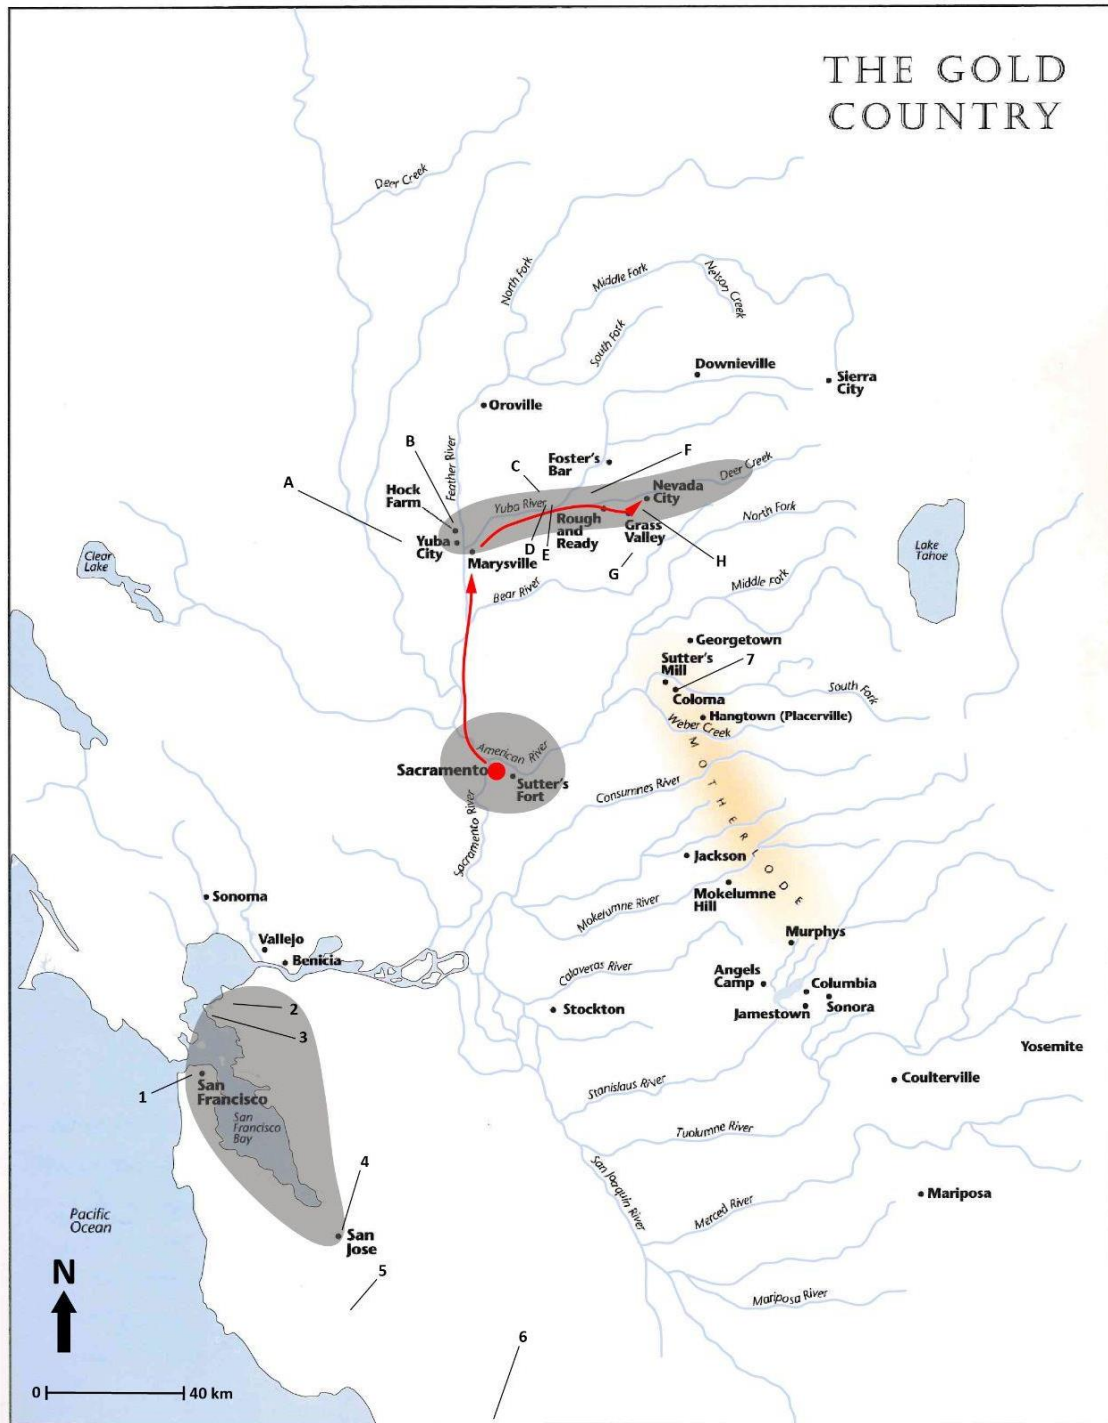 THE GOLD
COUNTRY
Deer Creek
North Fork
Middle Fork
Nelson Creek
South Fork
Downieville
Sierra
City
Oroville
Feather River
B
C
F
A
Foster's
Bar
Deer Creek
Hock
Farm
Nevada
City
Yuba River
Yuba
City
Rough
and
Ready
Grass
Valley
North Fork
D
E
Marysville
G
H
Clear
Lake
Lake
Tahoe
Bear River
Middle Fork
Georgetown
Sutter's
Mill
7
Coloma
South Fork
Hangtown (Placerville)
Weber Creek
MOTHER LODE
American River
Sacramento
Sutter's
Fort
Consumnes River
Sacramento River
Jackson
Mokelumne
Hill
Mokelumne River
Sonoma
Vallejo
Benicia
Murphys
Calaveras River
Angels
Camp
Columbia
Jamestown
Sonora
Stockton
2
3
Yosemite
1
San
Francisco
San
Francisco
Bay
Stanislaus River
Coulterville
Tuolumne River
San Joaquin River
4
Merced River
Mariposa
Pacific
Ocean
San
Jose
5
N
Mariposa River
6
0
40 km